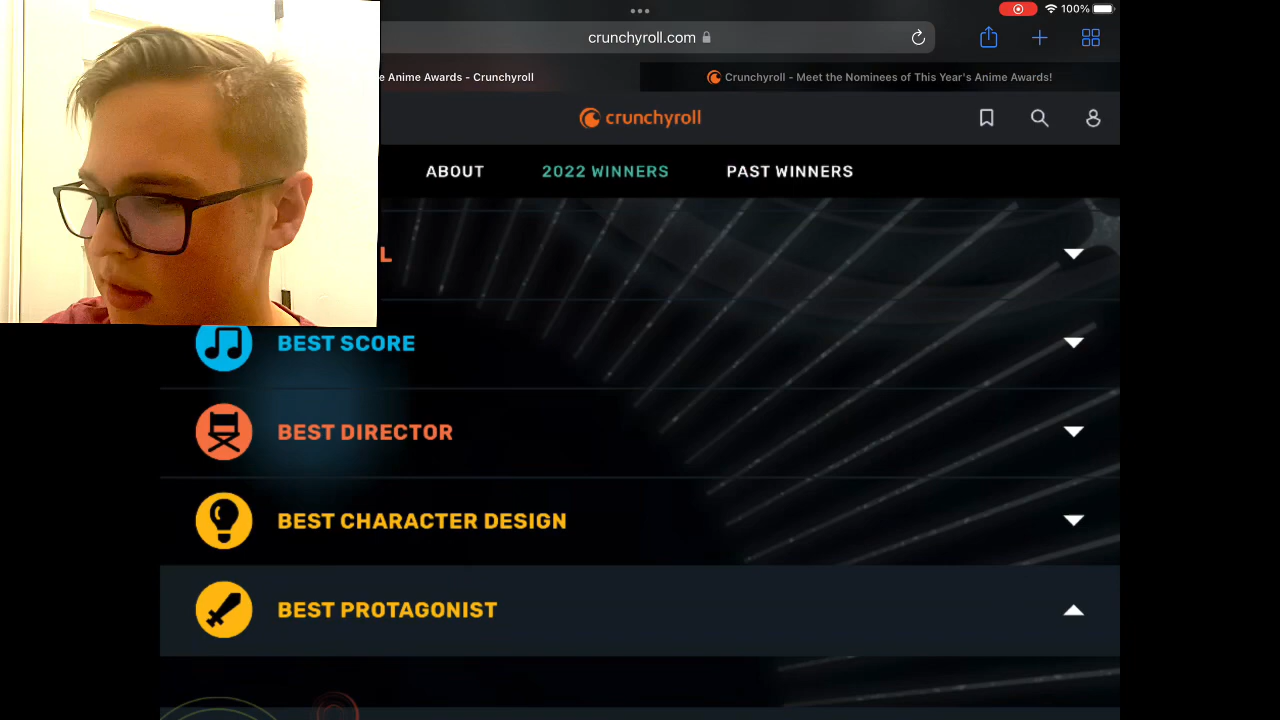 100%
crunchyroll.com
e Anime Awards - Crunchyroll
Crunchyroll - Meet the Nominees of This Year's Anime Awards!
crunchyroll
ABOUT
2022 WINNERS
PAST WINNERS
L
BEST SCORE
BEST DIRECTOR
BEST CHARACTER DESIGN
BEST PROTAGONIST